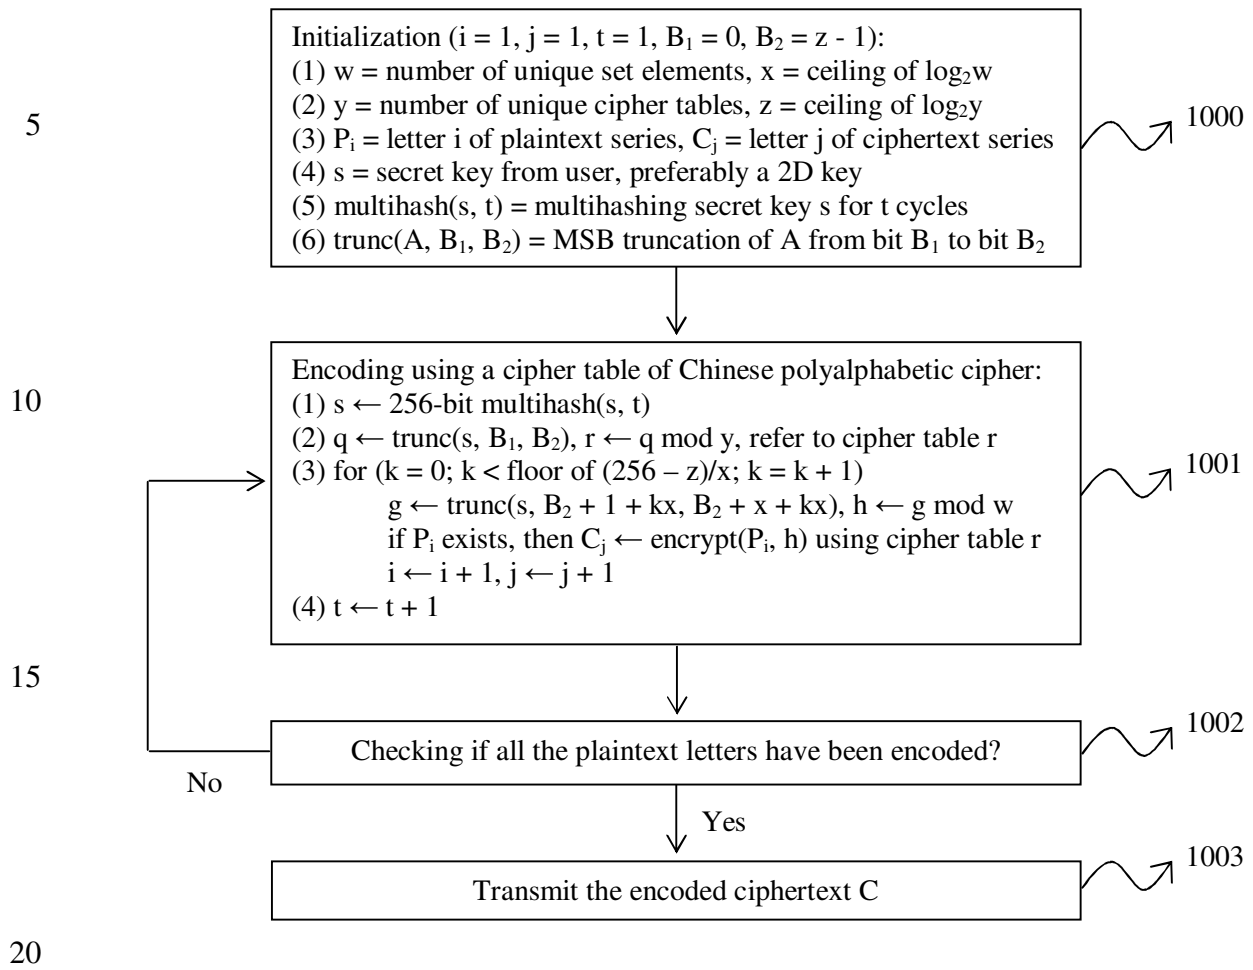 Initialization (i = 1, j = 1, t = 1, B₁ = 0, B₂ = z - 1):
(1) w = number of unique set elements, x = ceiling of log₂w
5
(2) y = number of unique cipher tables, z = ceiling of log₂y
1000
(3) Pᵢ = letter i of plaintext series, Cⱼ = letter j of ciphertext series
(4) s = secret key from user, preferably a 2D key
(5) multihash(s, t) = multihashing secret key s for t cycles
(6) trunc(A, B₁, B₂) = MSB truncation of A from bit B₁ to bit B₂
Encoding using a cipher table of Chinese polyalphabetic cipher:
10
(1) s ← 256-bit multihash(s, t)
(2) q ← trunc(s, B₁, B₂), r ← q mod y, refer to cipher table r
(3) for (k = 0; k < floor of (256 – z)/x; k = k + 1)
1001
g ← trunc(s, B₂ + 1 + kx, B₂ + x + kx), h ← g mod w
if Pᵢ exists, then Cⱼ ← encrypt(Pᵢ, h) using cipher table r
i ← i + 1, j ← j + 1
(4) t ← t + 1
15
1002
Checking if all the plaintext letters have been encoded?
No
Yes
1003
Transmit the encoded ciphertext C
20